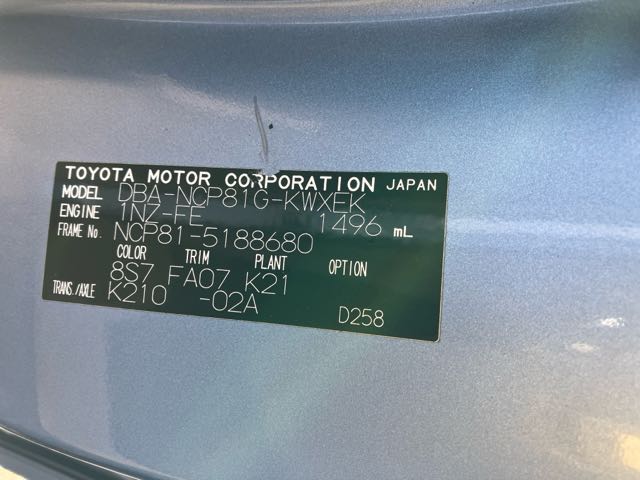 TOYOTA MOTOR CORPORATION JAPAN
MODEL DBA-NCP81G-KWXEK
ENGINE 1NZ-FE 1496 mL
FRAME No. NCP81-5188680
COLOR TRIM PLANT OPTION
8S7 FA07 K21
TRANS./AXLE K210 -02A
D258